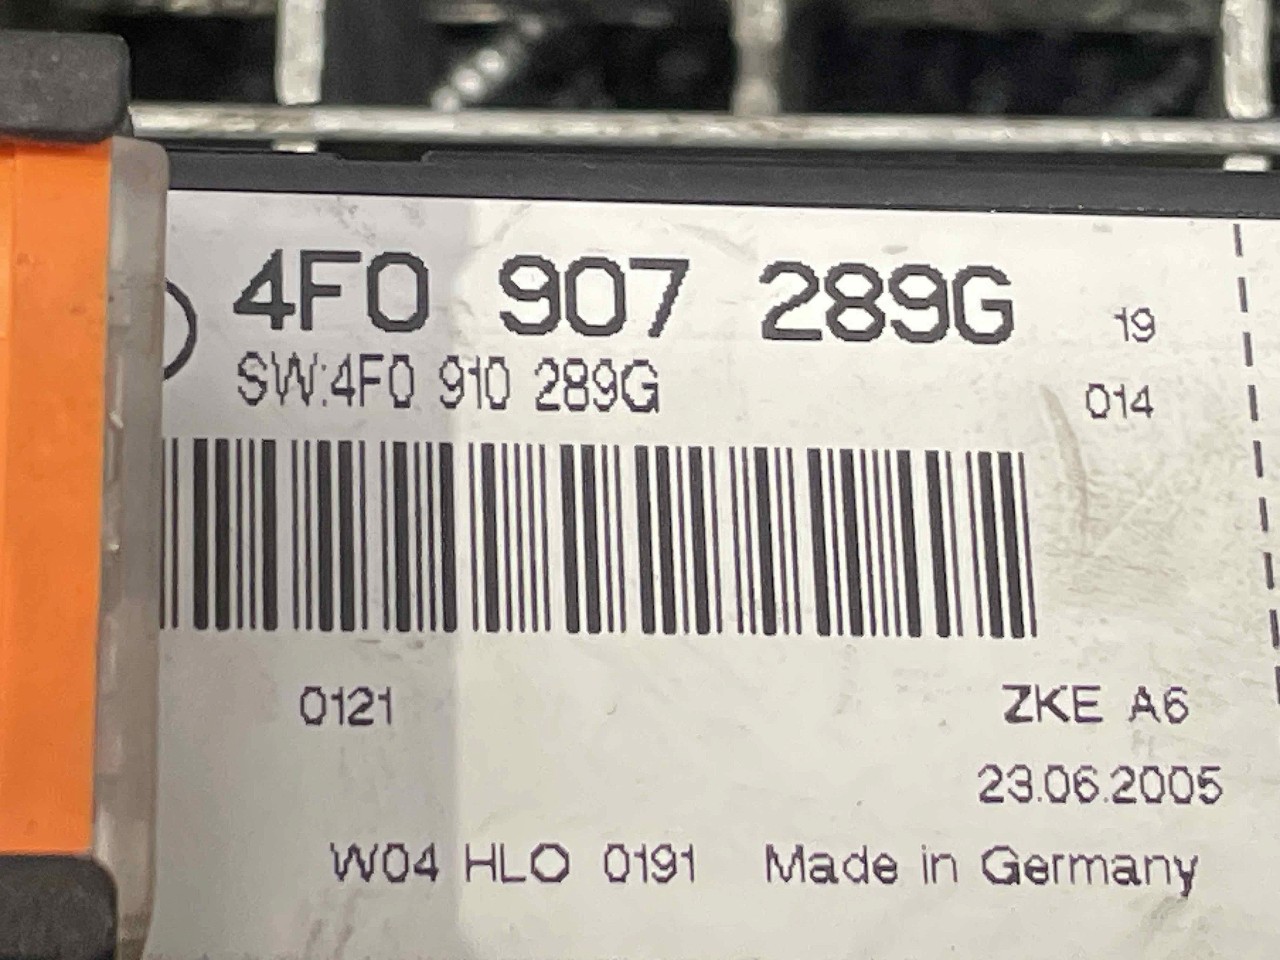 4F0 907 289G 19
SW:4F0 910 289G 014
0121 ZKE A6
23.06.2005
W04 HLO 0191 Made in Germany